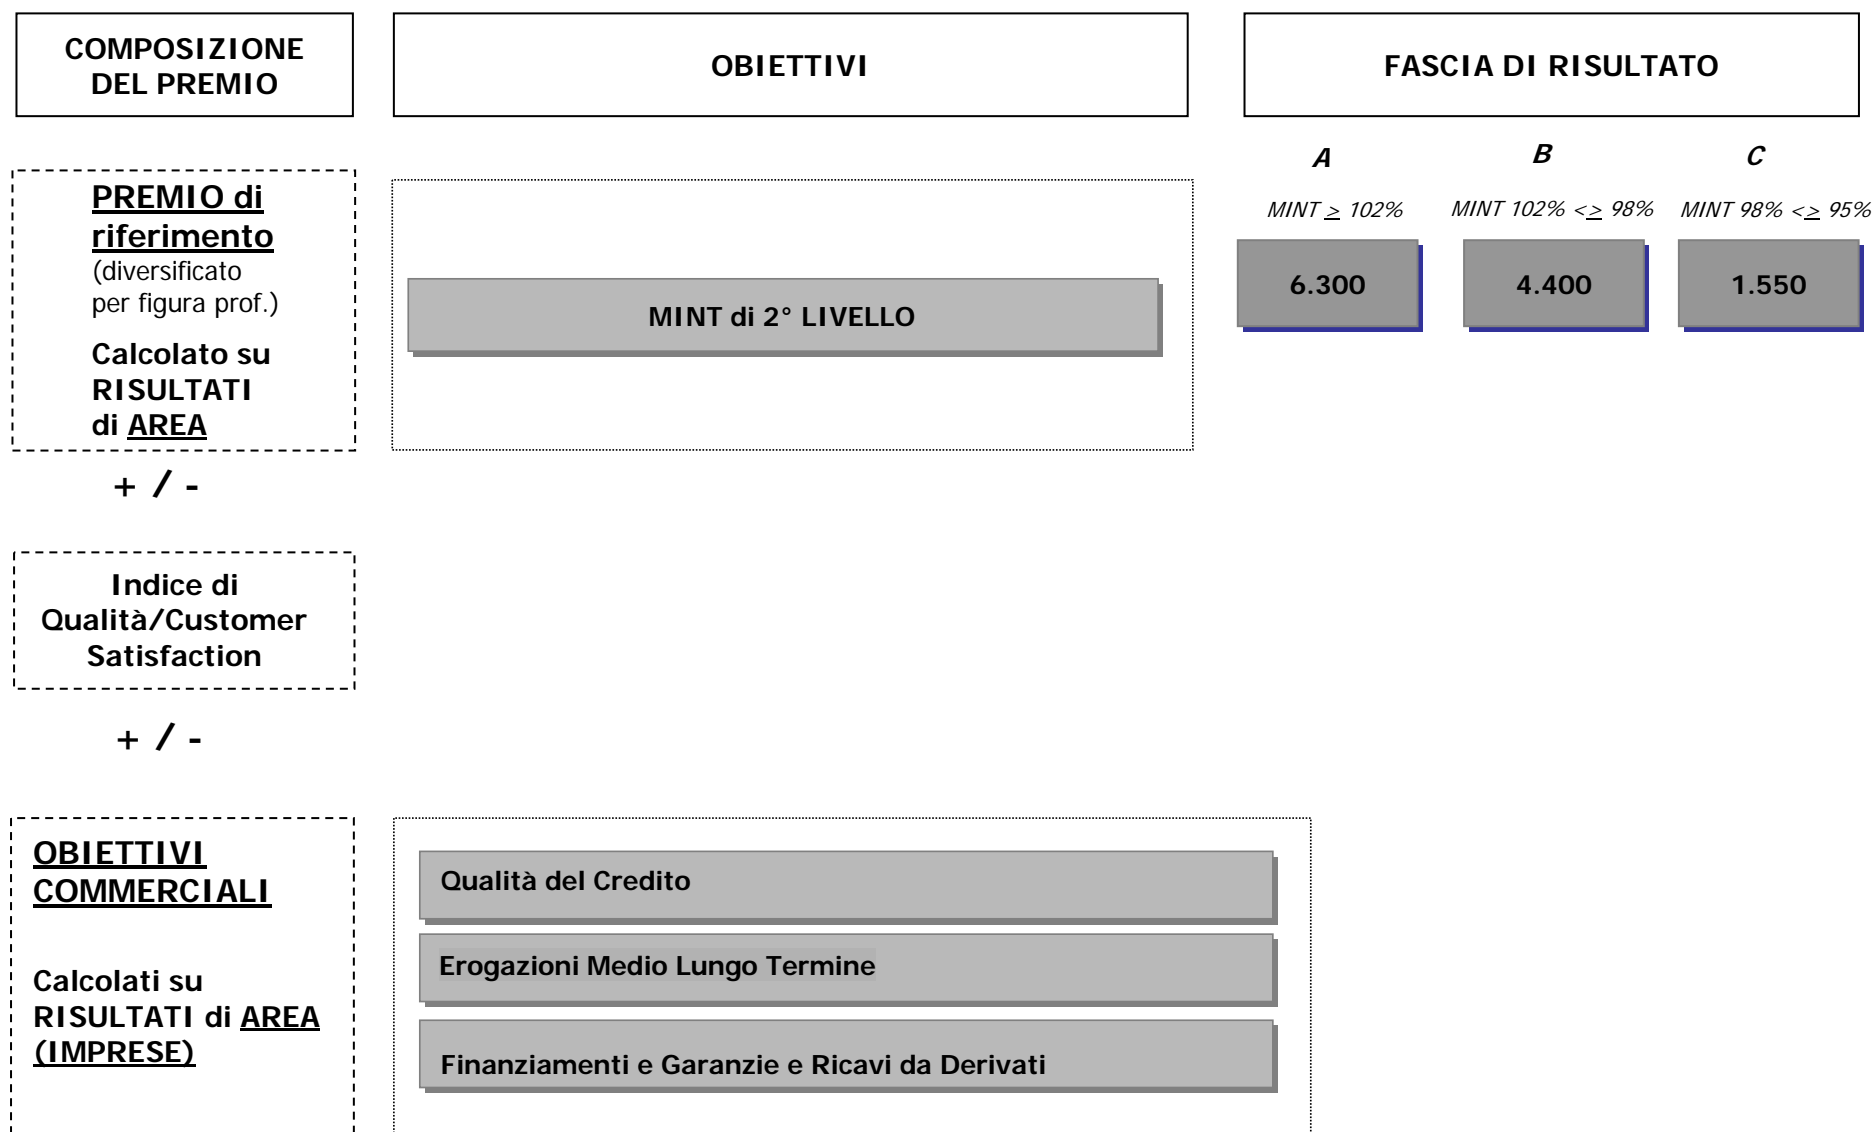 COMPOSIZIONE
DEL PREMIO
OBIETTIVI
FASCIA DI RISULTATO
A
B
C
PREMIO di
riferimento
(diversificato
per figura prof.)
Calcolato su
RISULTATI
di AREA
MINT di 2° LIVELLO
MINT ≥ 102%
MINT 102% <≥ 98%
MINT 98% <≥ 95%
6.300
4.400
1.550
+ / -
Indice di
Qualità/Customer
Satisfaction
+ / -
OBIETTIVI
COMMERCIALI
Calcolati su
RISULTATI di AREA
(IMPRESE)
Qualità del Credito
Erogazioni Medio Lungo Termine
Finanziamenti e Garanzie e Ricavi da Derivati